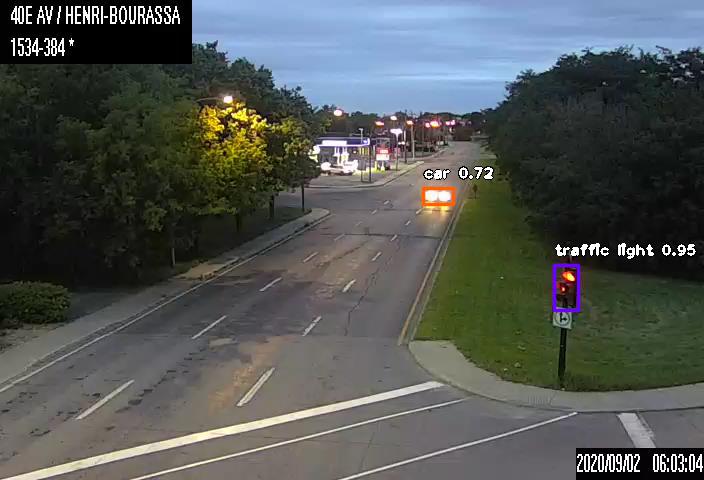 40E AV / HENRI-BOURASSA
1534-384 *
car 0.72
traffic light 0.95
2020/09/02 06:03:04